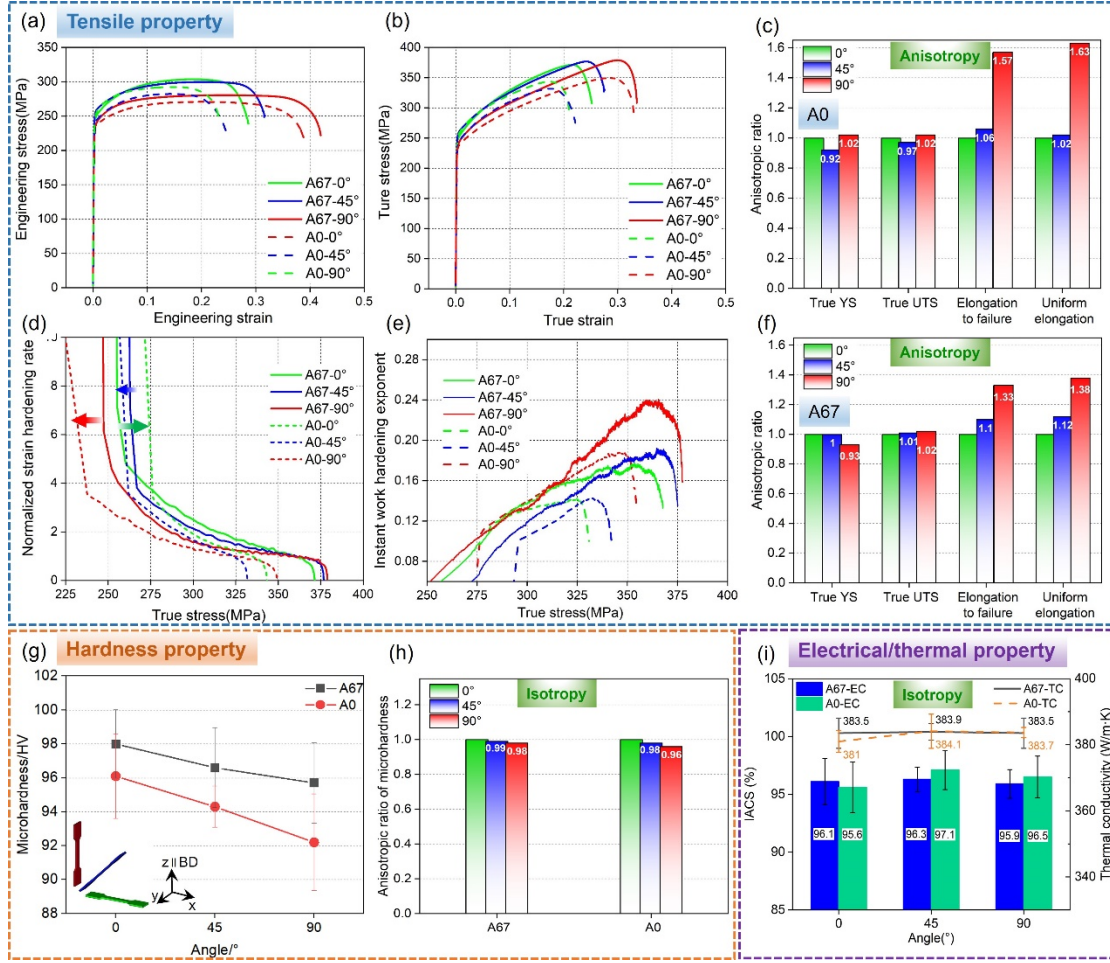 (a) Tensile property
Engineering stress(MPa)
350
300
250
200
150
100
50
0
A67-0°
A67-45°
A67-90°
A0-0°
A0-45°
A0-90°
0.0 0.1 0.2 0.3 0.4 0.5
Engineering strain
(b)
Ture stress(MPa)
400
350
300
250
200
150
100
50
0
A67-0°
A67-45°
A67-90°
A0-0°
A0-45°
A0-90°
0.0 0.1 0.2 0.3 0.4 0.5
True strain
(c)
Anisotropy
0°
45°
90°
A0
Anisotropic ratio
1.6
1.4
1.2
1.0
0.8
0.6
0.4
0.2
0.0
0.92 1.02 0.97 1.02 1.06 1.57 1.02 1.63
True YS True UTS Elongation to failure Uniform elongation
(d)
Normalized strain hardening rate
8
6
4
2
0
A67-0°
A67-45°
A67-90°
A0-0°
A0-45°
A0-90°
225 250 275 300 325 350 375 400
True stress(MPa)
(e)
Instant work hardening exponent
0.28
0.24
0.20
0.16
0.12
0.08
A67-0°
A67-45°
A67-90°
A0-0°
A0-45°
A0-90°
250 275 300 325 350 375 400
True stress(MPa)
(f)
Anisotropy
0°
45°
90°
A67
Anisotropic ratio
1.6
1.4
1.2
1.0
0.8
0.6
0.4
0.2
0.0
1 0.93 1.01 1.02 1.1 1.33 1.12 1.38
True YS True UTS Elongation to failure Uniform elongation
(g) Hardness property
Microhardness/HV
102
100
98
96
94
92
90
88
A67
A0
z॥BD
y
x
0 45 90
Angle/°
(h)
Isotropy
0°
45°
90°
Anisotropic ratio of microhardness
1.4
1.2
1.0
0.8
0.6
0.4
0.2
0.0
0.99 0.98 0.98 0.96
A67 A0
(i) Electrical/thermal property
A67-EC
A0-EC
Isotropy
A67-TC
A0-TC
IACS (%)
105
100
95
90
85
383.5 383.9 383.5
381 384.1 383.7
96.1 95.6 96.3 97.1 95.9 96.5
0 45 90
Angle(°)
400
380
360
340
Thermal conductivity (W/m·K)